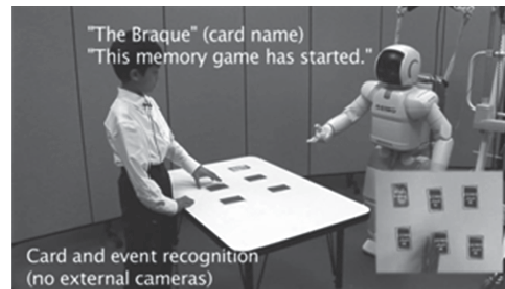 "The Braque" (card name)
"This memory game has started."
Card and event recognition
(no external cameras)